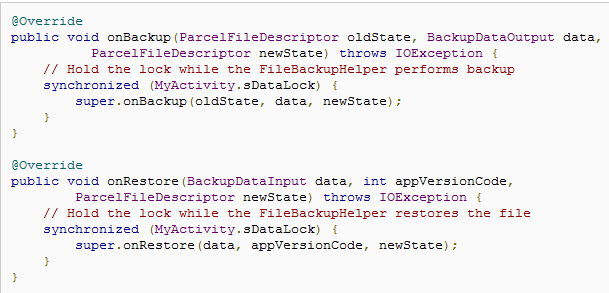 @Override
public void onBackup(ParcelFileDescriptor oldState, BackupDataOutput data,
          ParcelFileDescriptor newState) throws IOException {
    // Hold the lock while the FileBackupHelper performs backup
    synchronized (MyActivity.sDataLock) {
        super.onBackup(oldState, data, newState);
    }
}

@Override
public void onRestore(BackupDataInput data, int appVersionCode,
        ParcelFileDescriptor newState) throws IOException {
    // Hold the lock while the FileBackupHelper restores the file
    synchronized (MyActivity.sDataLock) {
        super.onRestore(data, appVersionCode, newState);
    }
}